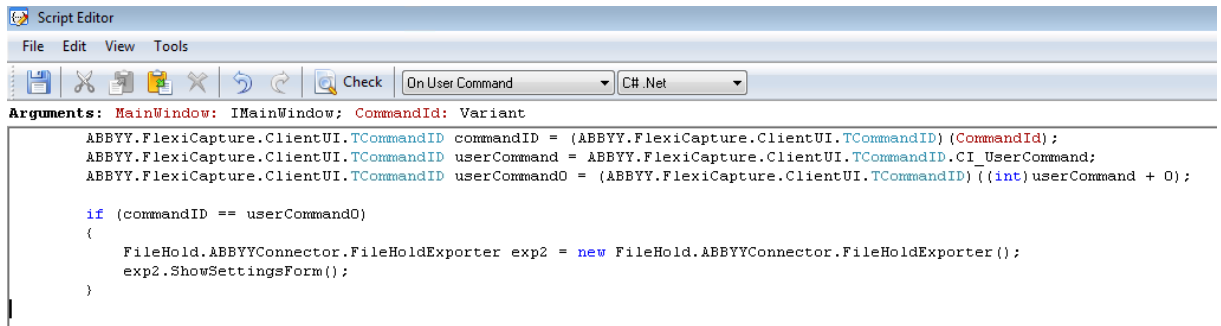 Script Editor
File Edit View Tools
Check On User Command C# .Net
Arguments: MainWindow: IMainWindow; CommandId: Variant
ABBYY.FlexiCapture.ClientUI.TCommandID commandID = (ABBYY.FlexiCapture.ClientUI.TCommandID)(CommandId);
ABBYY.FlexiCapture.ClientUI.TCommandID userCommand = ABBYY.FlexiCapture.ClientUI.TCommandID.CI_UserCommand;
ABBYY.FlexiCapture.ClientUI.TCommandID userCommand0 = (ABBYY.FlexiCapture.ClientUI.TCommandID)((int)userCommand + 0);
if (commandID == userCommand0)
{
FileHold.ABBYYConnector.FileHoldExporter exp2 = new FileHold.ABBYYConnector.FileHoldExporter();
exp2.ShowSettingsForm();
}